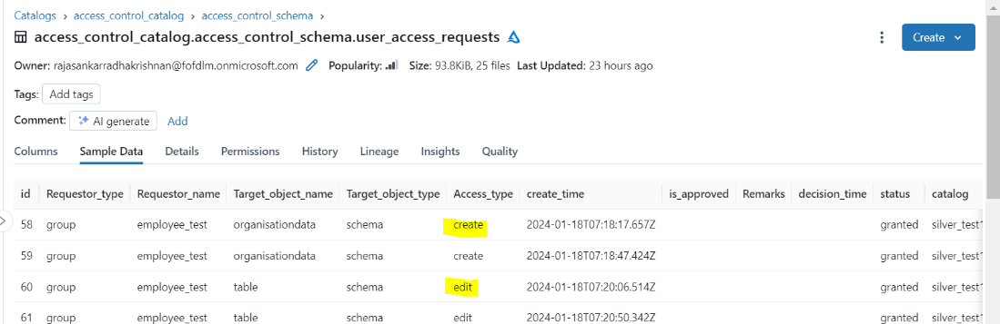 Catalogs › access_control_catalog › access_control_schema ›
access_control_catalog.access_control_schema.user_access_requests
Create
Owner: rajasankarradhakrishnan@fofdlm.onmicrosoft.com Popularity: Size: 93.8KiB, 25 files Last Updated: 23 hours ago
Tags: Add tags
Comment: AI generate Add
Columns Sample Data Details Permissions History Lineage Insights Quality
id Requestor_type Requestor_name Target_object_name Target_object_type Access_type create_time is_approved Remarks decision_time status catalog
58 group employee_test organisationdata schema create 2024-01-18T07:18:17.657Z granted silver_test1
59 group employee_test organisationdata schema create 2024-01-18T07:18:47.424Z granted silver_test1
60 group employee_test table schema edit 2024-01-18T07:20:06.514Z granted silver_test1
61 group employee_test table schema edit 2024-01-18T07:20:50.342Z granted silver_test1